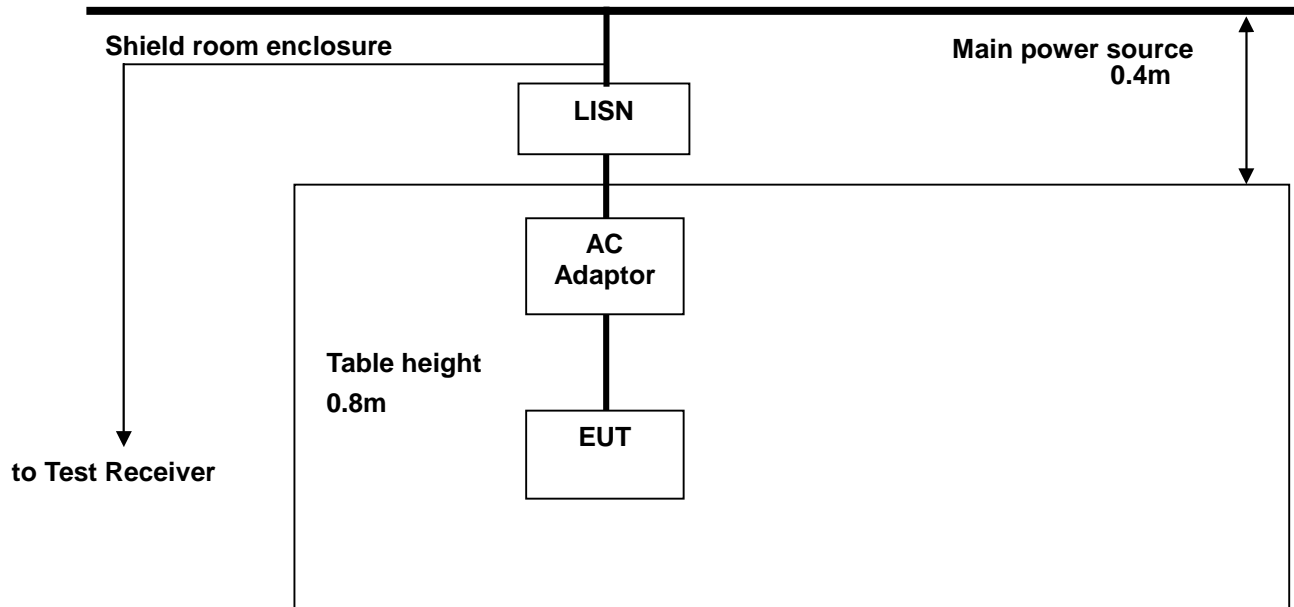 Shield room enclosure
Main power source
0.4m
LISN
AC
Adaptor
Table height
0.8m
EUT
to Test Receiver